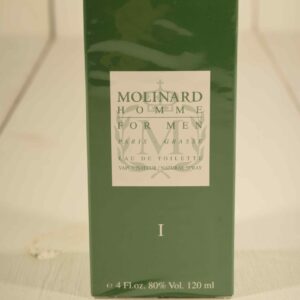 MOLINARD
HOMME
FOR MEN
PARIS GRASSE
EAU DE TOILETTE
VAPORISATEUR / NATURAL SPRAY
I
e 4 Fl.oz. 80% Vol. 120 ml